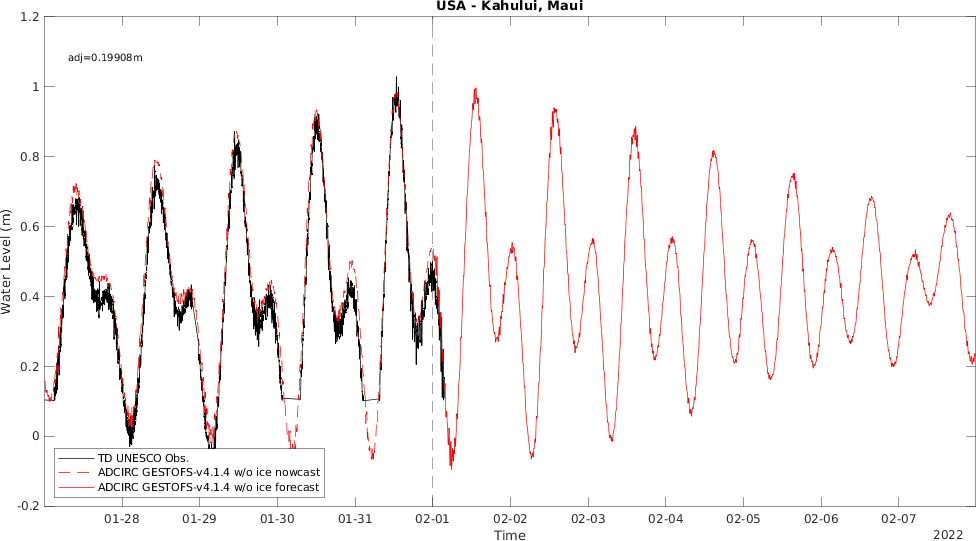 USA - Kahului, Maui
adj=0.19908m
Water Level (m)
1.2
1
0.8
0.6
0.4
0.2
0
-0.2
TD UNESCO Obs.
ADCIRC GESTOFS-v4.1.4 w/o ice nowcast
ADCIRC GESTOFS-v4.1.4 w/o ice forecast
01-28 01-29 01-30 01-31 02-01 02-02 02-03 02-04 02-05 02-06 02-07
Time
2022